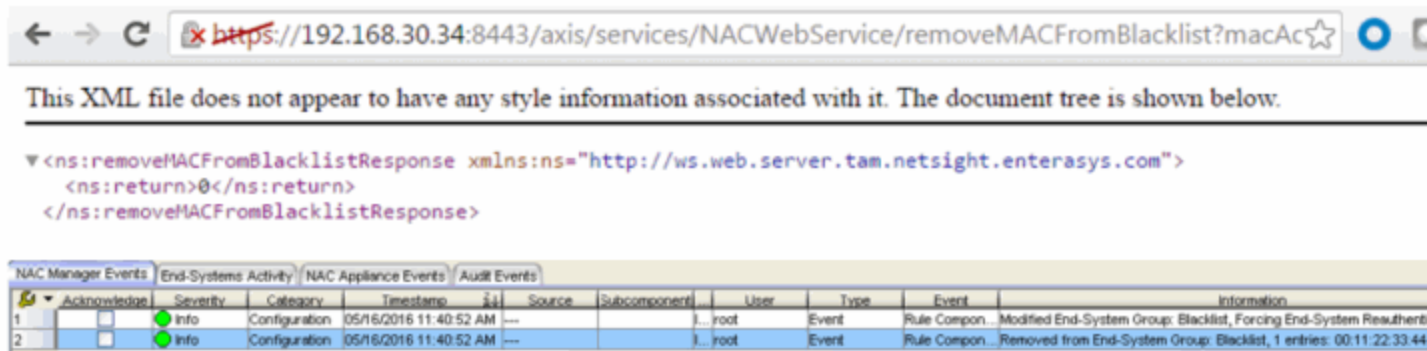 https://192.168.30.34:8443/axis/services/NACWebService/removeMACFromBlacklist?macAc
This XML file does not appear to have any style information associated with it. The document tree is shown below.
▼<ns:removeMACFromBlacklistResponse xmlns:ns="http://ws.web.server.tam.netsight.enterasys.com">
<ns:return>0</ns:return>
</ns:removeMACFromBlacklistResponse>
NAC Manager Events End-Systems Activity NAC Appliance Events Audit Events
Acknowledge Severity Category Timestamp Source Subcomponent User Type Event Information
1 Info Configuration 05/16/2016 11:40:52 AM --- I... root Event Rule Compon... Modified End-System Group: Blacklist, Forcing End-System Reauthenti
2 Info Configuration 05/16/2016 11:40:52 AM --- I... root Event Rule Compon... Removed from End-System Group: Blacklist, 1 entries: 00:11:22:33:44